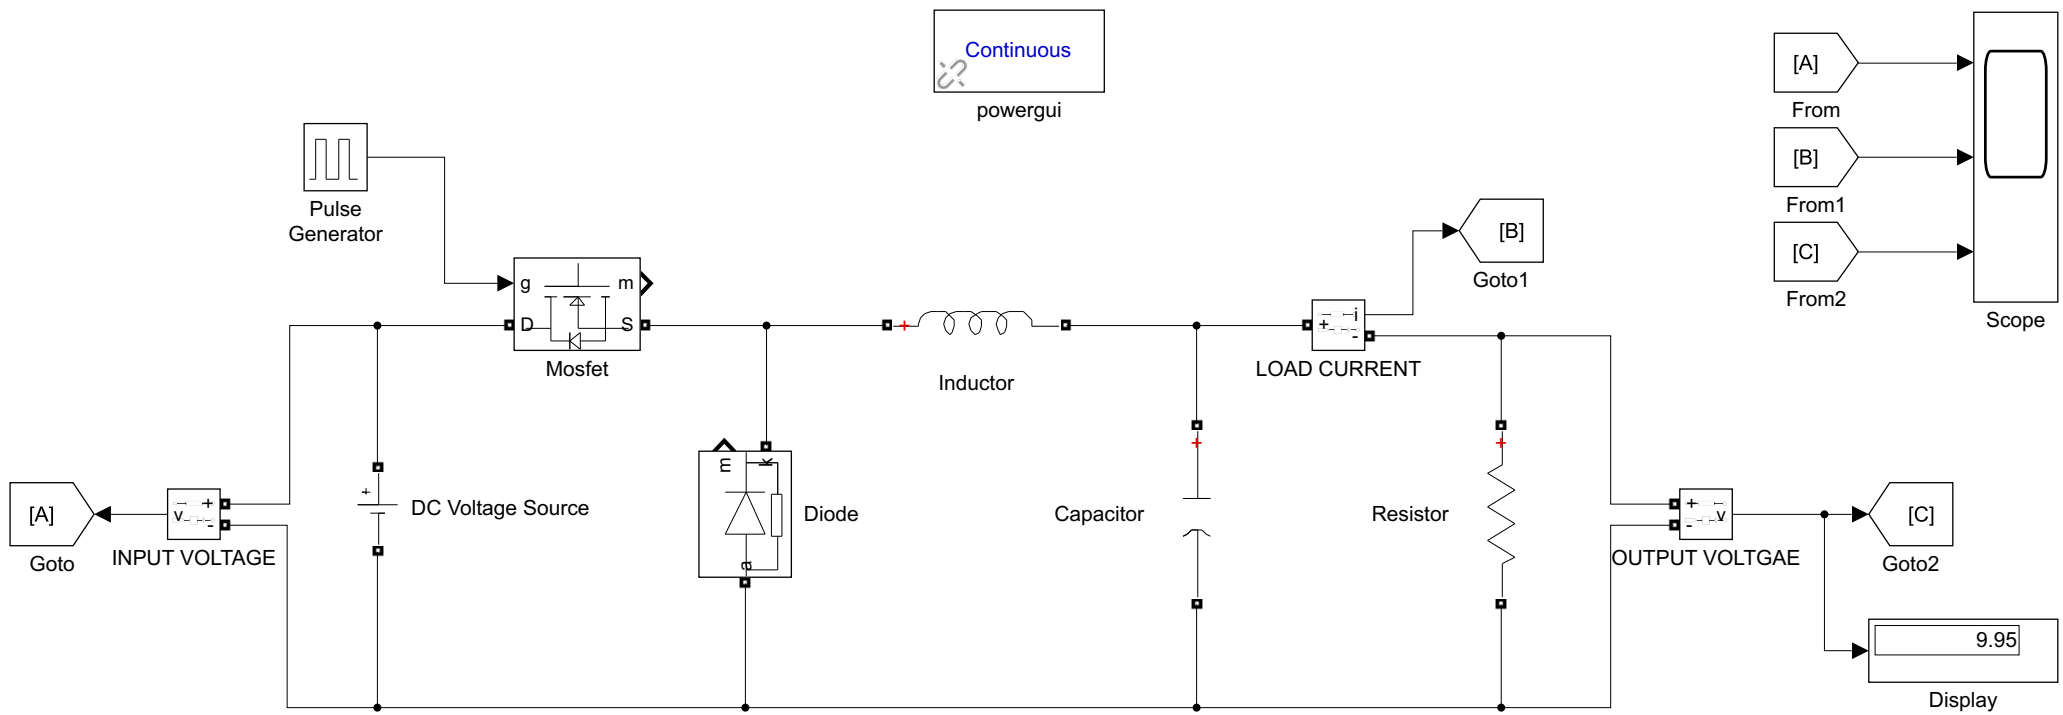 Continuous
powergui
[A]
From
[B]
From1
[C]
From2
Scope
Pulse
Generator
[B]
Goto1
g
m
D
S
Mosfet
+
Inductor
i
+
-
LOAD CURRENT
+
+
m
k
a
Diode
[A]
Goto
v
+
-
INPUT VOLTAGE
+
DC Voltage Source
Capacitor
Resistor
+
-
v
OUTPUT VOLTGAE
[C]
Goto2
9.95
Display